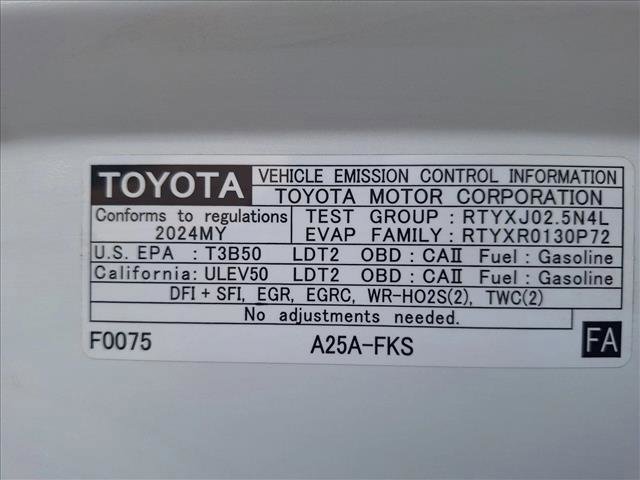 TOYOTA
VEHICLE EMISSION CONTROL INFORMATION
TOYOTA MOTOR CORPORATION
Conforms to regulations
2024MY
TEST GROUP : RTYXJ02.5N4L
EVAP FAMILY : RTYXR0130P72
U.S. EPA : T3B50 LDT2 OBD : CAII Fuel : Gasoline
California: ULEV50 LDT2 OBD : CAII Fuel : Gasoline
DFI + SFI, EGR, EGRC, WR-HO2S(2), TWC(2)
No adjustments needed.
F0075 A25A-FKS FA